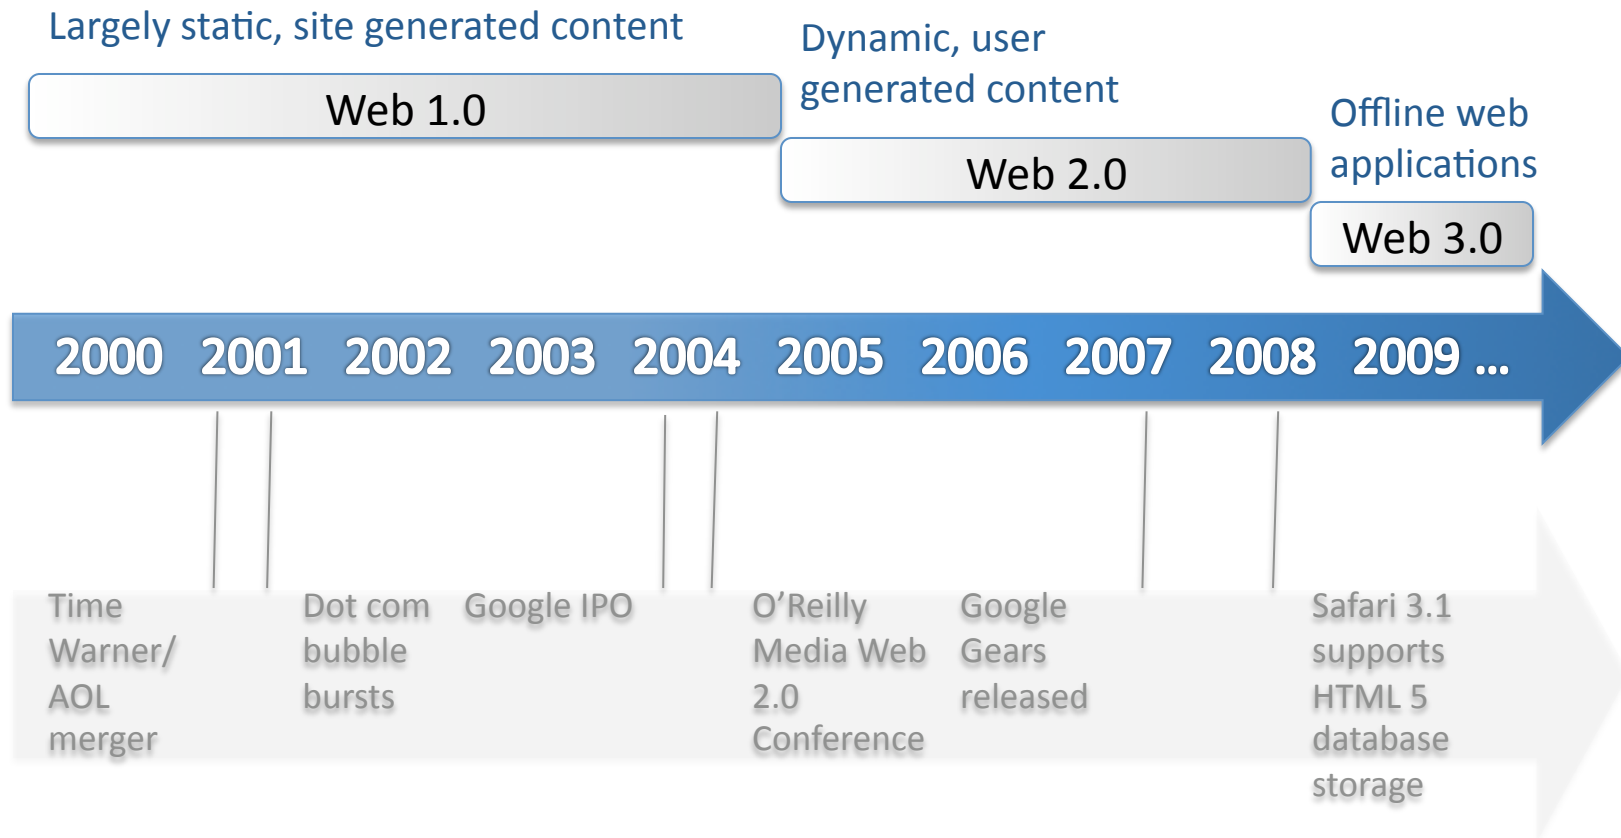 Largely static, site generated content
Dynamic, user
generated content
Web 1.0
Offline web
applications
Web 2.0
Web 3.0
2000 2001 2002 2003 2004 2005 2006 2007 2008 2009 ...
Time
Warner/
AOL
merger
Dot com
bubble
bursts
Google IPO
O’Reilly
Media Web
2.0
Conference
Google
Gears
released
Safari 3.1
supports
HTML 5
database
storage